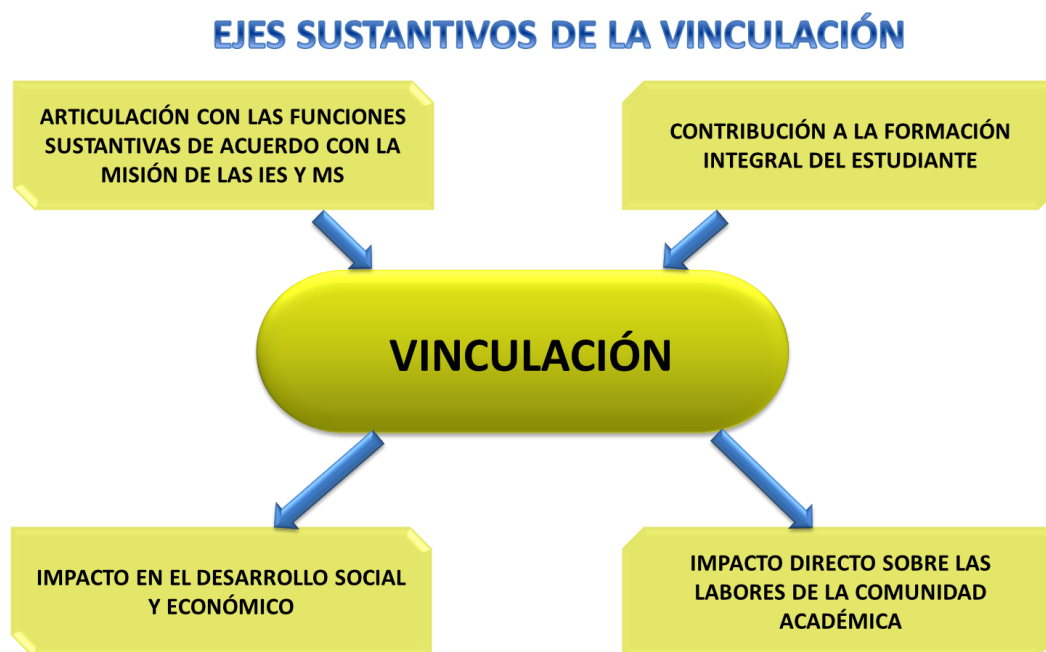 EJES SUSTANTIVOS DE LA VINCULACIÓN
ARTICULACIÓN CON LAS FUNCIONES
SUSTANTIVAS DE ACUERDO CON LA
MISIÓN DE LAS IES Y MS
CONTRIBUCIÓN A LA FORMACIÓN
INTEGRAL DEL ESTUDIANTE
VINCULACIÓN
IMPACTO EN EL DESARROLLO SOCIAL
Y ECONÓMICO
IMPACTO DIRECTO SOBRE LAS
LABORES DE LA COMUNIDAD
ACADÉMICA